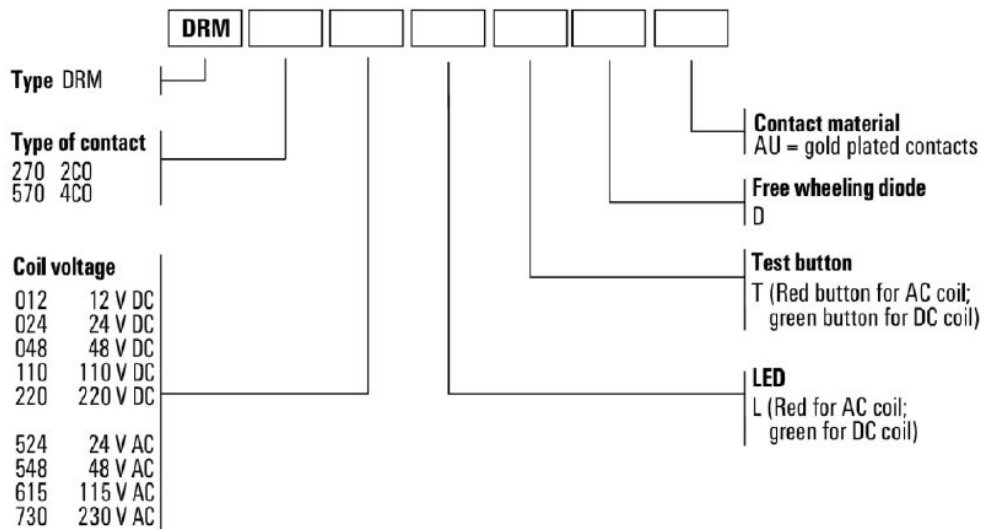 DRM
Type DRM
Type of contact
270 2CO
570 4CO
Coil voltage
012 12 V DC
024 24 V DC
048 48 V DC
110 110 V DC
220 220 V DC
524 24 V AC
548 48 V AC
615 115 V AC
730 230 V AC
Contact material
AU = gold plated contacts
Free wheeling diode
D
Test button
T (Red button for AC coil;
green button for DC coil)
LED
L (Red for AC coil;
green for DC coil)